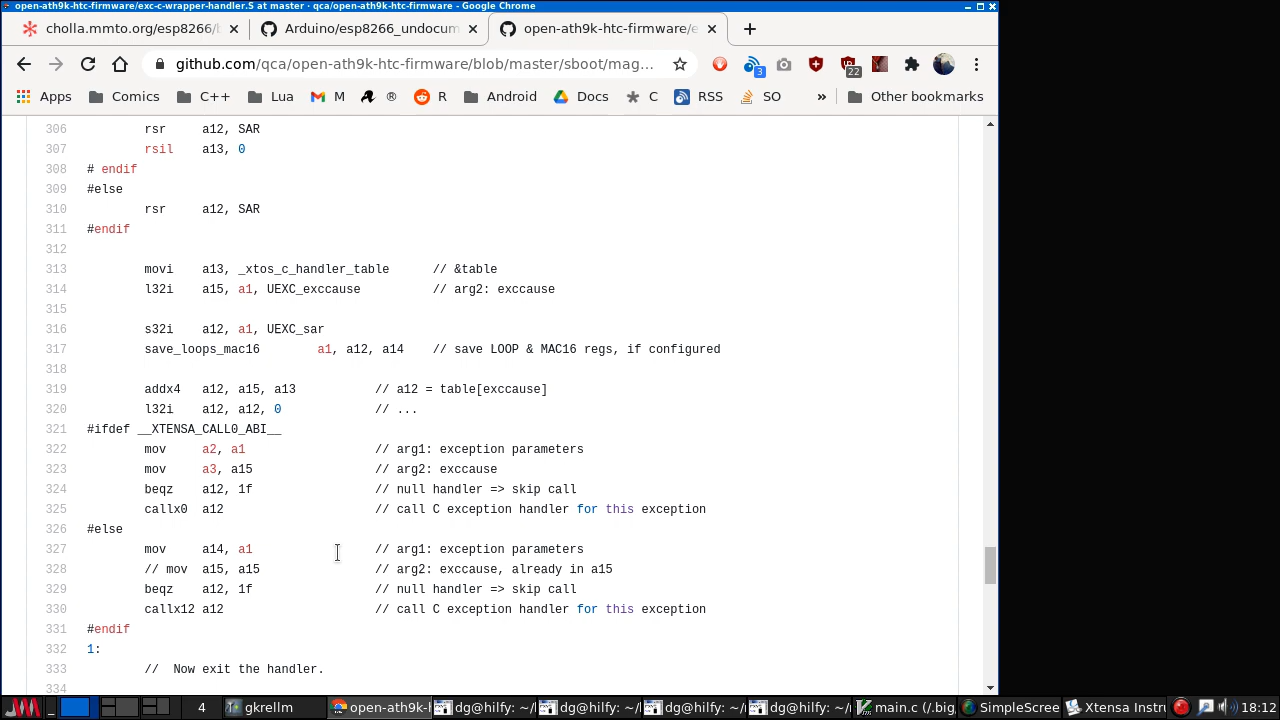 open-ath9k-htc-firmware/exc-c-wrapper-handler.S at master · qca/open-ath9k-htc-firmware - Google Chrome
cholla.mmto.org/esp8266/ Arduino/esp8266_undocum open-ath9k-htc-firmware/e
github.com/qca/open-ath9k-htc-firmware/blob/master/sboot/mag... 3 22
Apps Comics C++ Lua M ® R Android Docs C RSS SO » Other bookmarks
306 rsr a12, SAR
307 rsil a13, 0
308 # endif
309 #else
310 rsr a12, SAR
311 #endif
312
313 movi a13, _xtos_c_handler_table // &table
314 l32i a15, a1, UEXC_exccause // arg2: exccause
315
316 s32i a12, a1, UEXC_sar
317 save_loops_mac16 a1, a12, a14 // save LOOP & MAC16 regs, if configured
318
319 addx4 a12, a15, a13 // a12 = table[exccause]
320 l32i a12, a12, 0 // ...
321 #ifdef __XTENSA_CALL0_ABI__
322 mov a2, a1 // arg1: exception parameters
323 mov a3, a15 // arg2: exccause
324 beqz a12, 1f // null handler => skip call
325 callx0 a12 // call C exception handler for this exception
326 #else
327 mov a14, a1 // arg1: exception parameters
328 // mov a15, a15 // arg2: exccause, already in a15
329 beqz a12, 1f // null handler => skip call
330 callx12 a12 // call C exception handler for this exception
331 #endif
332 1:
333 // Now exit the handler.
334
4 gkrellm open-ath9k-h dg@hilfy: ~/ dg@hilfy: ~/ dg@hilfy: ~/ dg@hilfy: ~/ main.c (/.big, SimpleScree Xtensa Instr 18:12